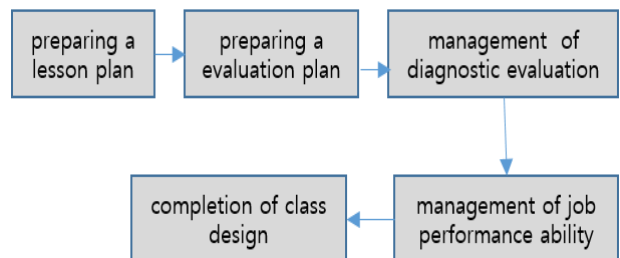 preparing a
lesson plan
preparing a
evaluation plan
management of
diagnostic evaluation
management of job
performance ability
completion of class
design